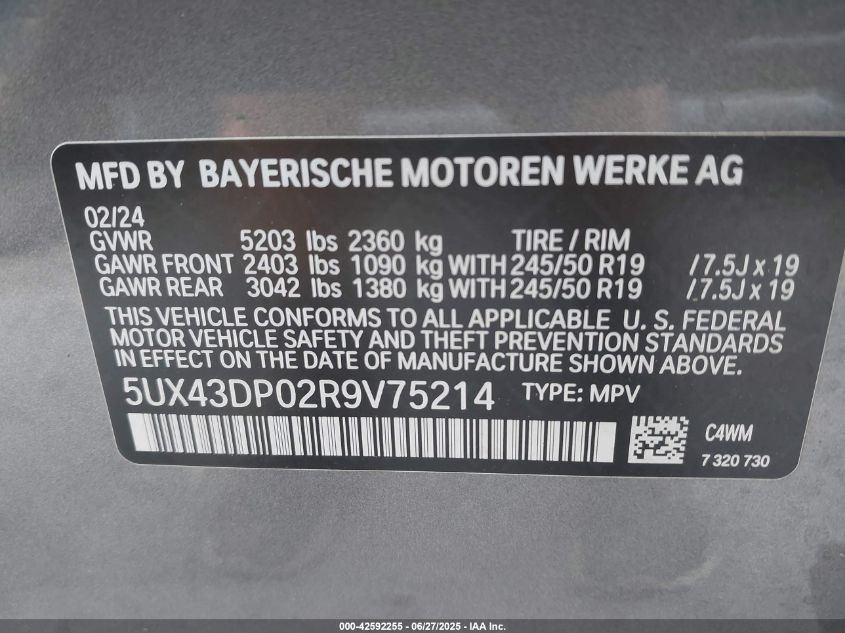 MFD BY BAYERISCHE MOTOREN WERKE AG
02/24
GVWR 5203 lbs 2360 kg TIRE / RIM
GAWR FRONT 2403 lbs 1090 kg WITH 245/50 R19 /7.5J x 19
GAWR REAR 3042 lbs 1380 kg WITH 245/50 R19 /7.5J x 19
THIS VEHICLE CONFORMS TO ALL APPLICABLE U. S. FEDERAL
MOTOR VEHICLE SAFETY AND THEFT PREVENTION STANDARDS
IN EFFECT ON THE DATE OF MANUFACTURE SHOWN ABOVE.
5UX43DP02R9V75214 TYPE: MPV
C4WM
7 320 730
000-42592255 - 06/27/2025 - IAA Inc.